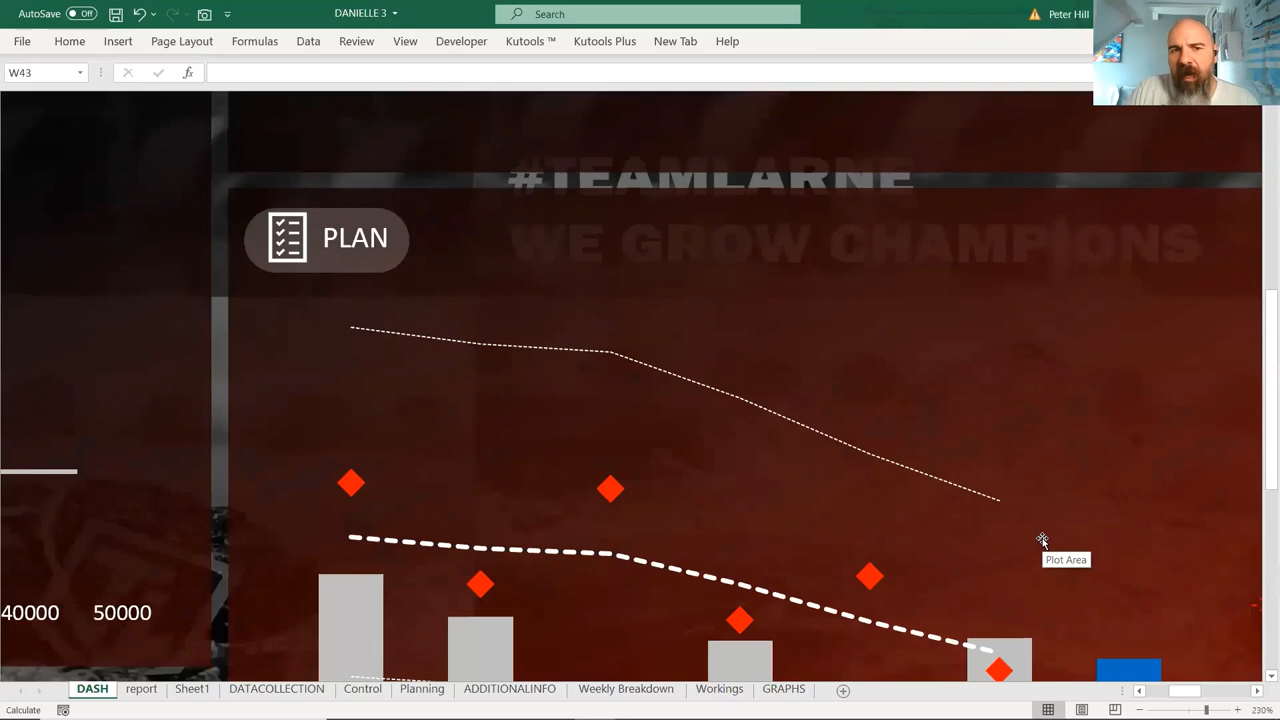 AutoSave Off DANIELLE 3 Search Peter Hill
File Home Insert Page Layout Formulas Data Review View Developer Kutools ™ Kutools Plus New Tab Help
W43 fx
#TEAMLARNE
PLAN
WE GROW CHAMPIONS
Plot Area
40000 50000
DASH report Sheet1 DATACOLLECTION Control Planning ADDITIONALINFO Weekly Breakdown Workings GRAPHS
Calculate 230%